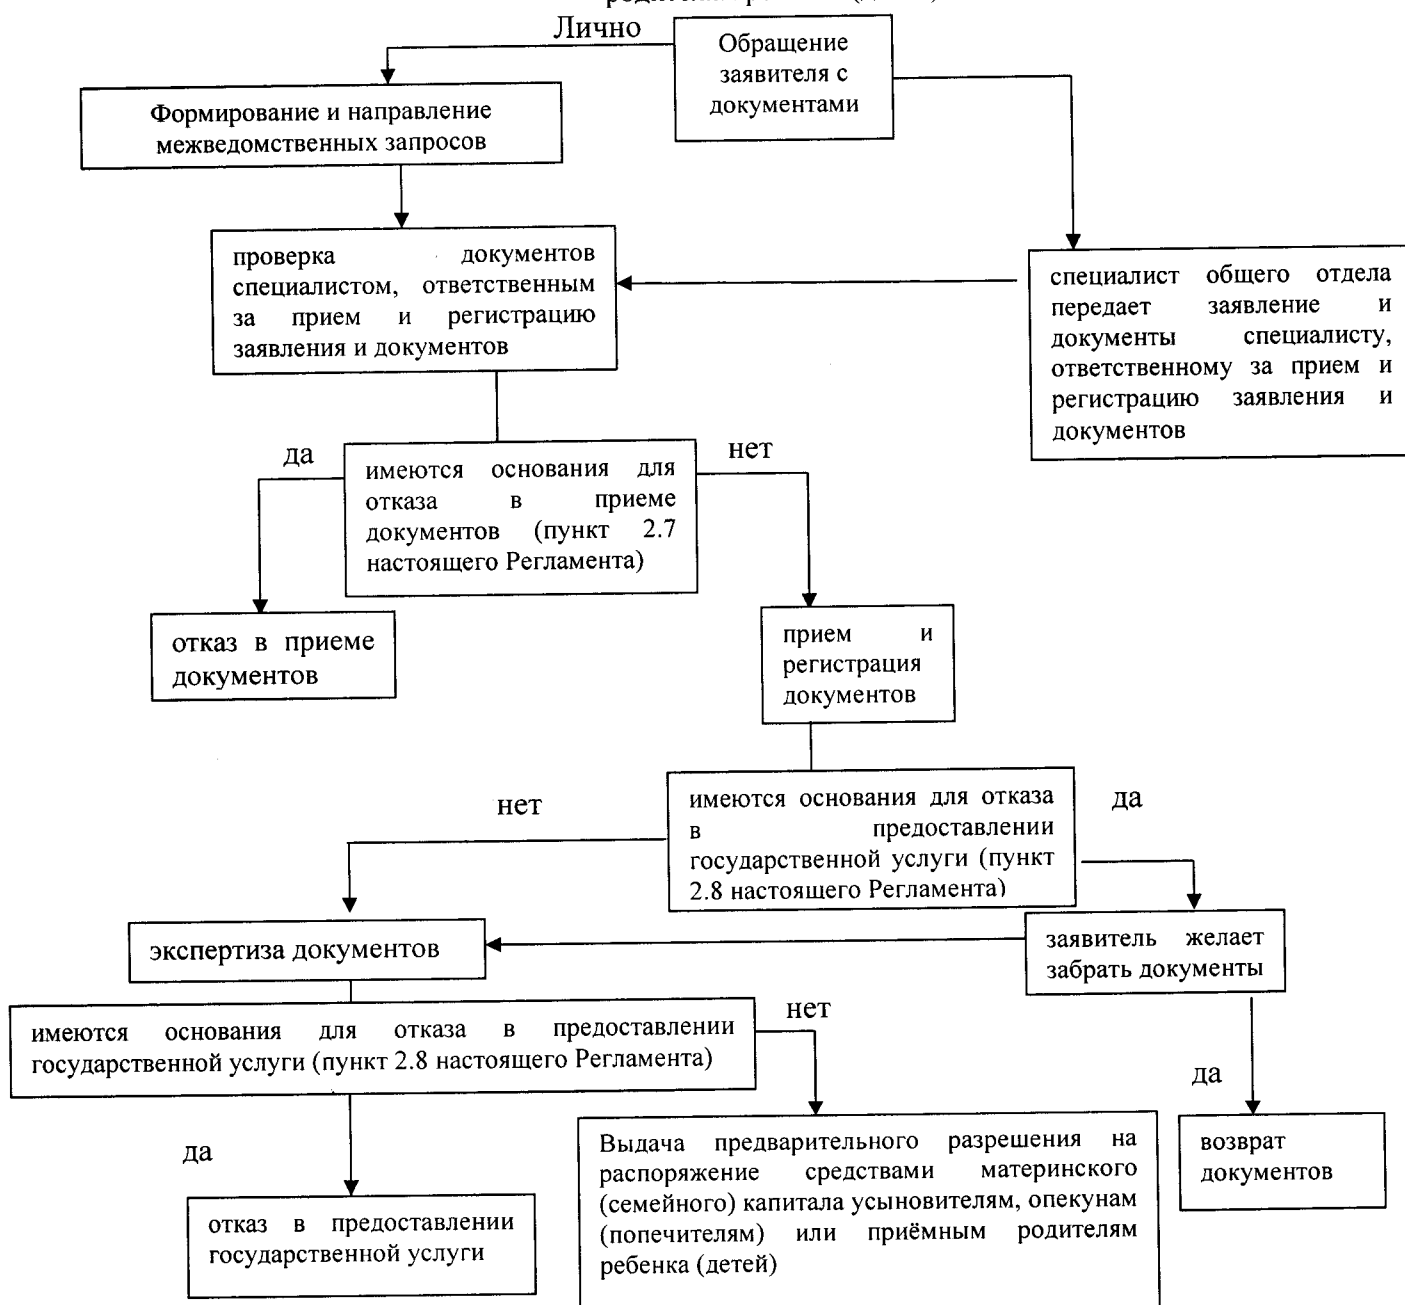 Лично
Обращение
заявителя с
документами
Формирование и направление
межведомственных запросов
проверка документов
специалистом, ответственным
за прием и регистрацию
заявления и документов
специалист общего отдела
передает заявление и
документы специалисту,
ответственному за прием и
регистрацию заявления и
документов
да
нет
имеются основания для
отказа в приеме
документов (пункт 2.7
настоящего Регламента)
отказ в приеме
документов
прием и
регистрация
документов
нет
да
имеются основания для отказа
в предоставлении
государственной услуги (пункт
2.8 настоящего Регламента)
экспертиза документов
заявитель желает
забрать документы
нет
имеются основания для отказа в предоставлении
государственной услуги (пункт 2.8 настоящего Регламента)
да
да
Выдача предварительного разрешения на
распоряжение средствами материнского
(семейного) капитала усыновителям, опекунам
(попечителям) или приёмным родителям
ребенка (детей)
возврат
документов
отказ в предоставлении
государственной услуги